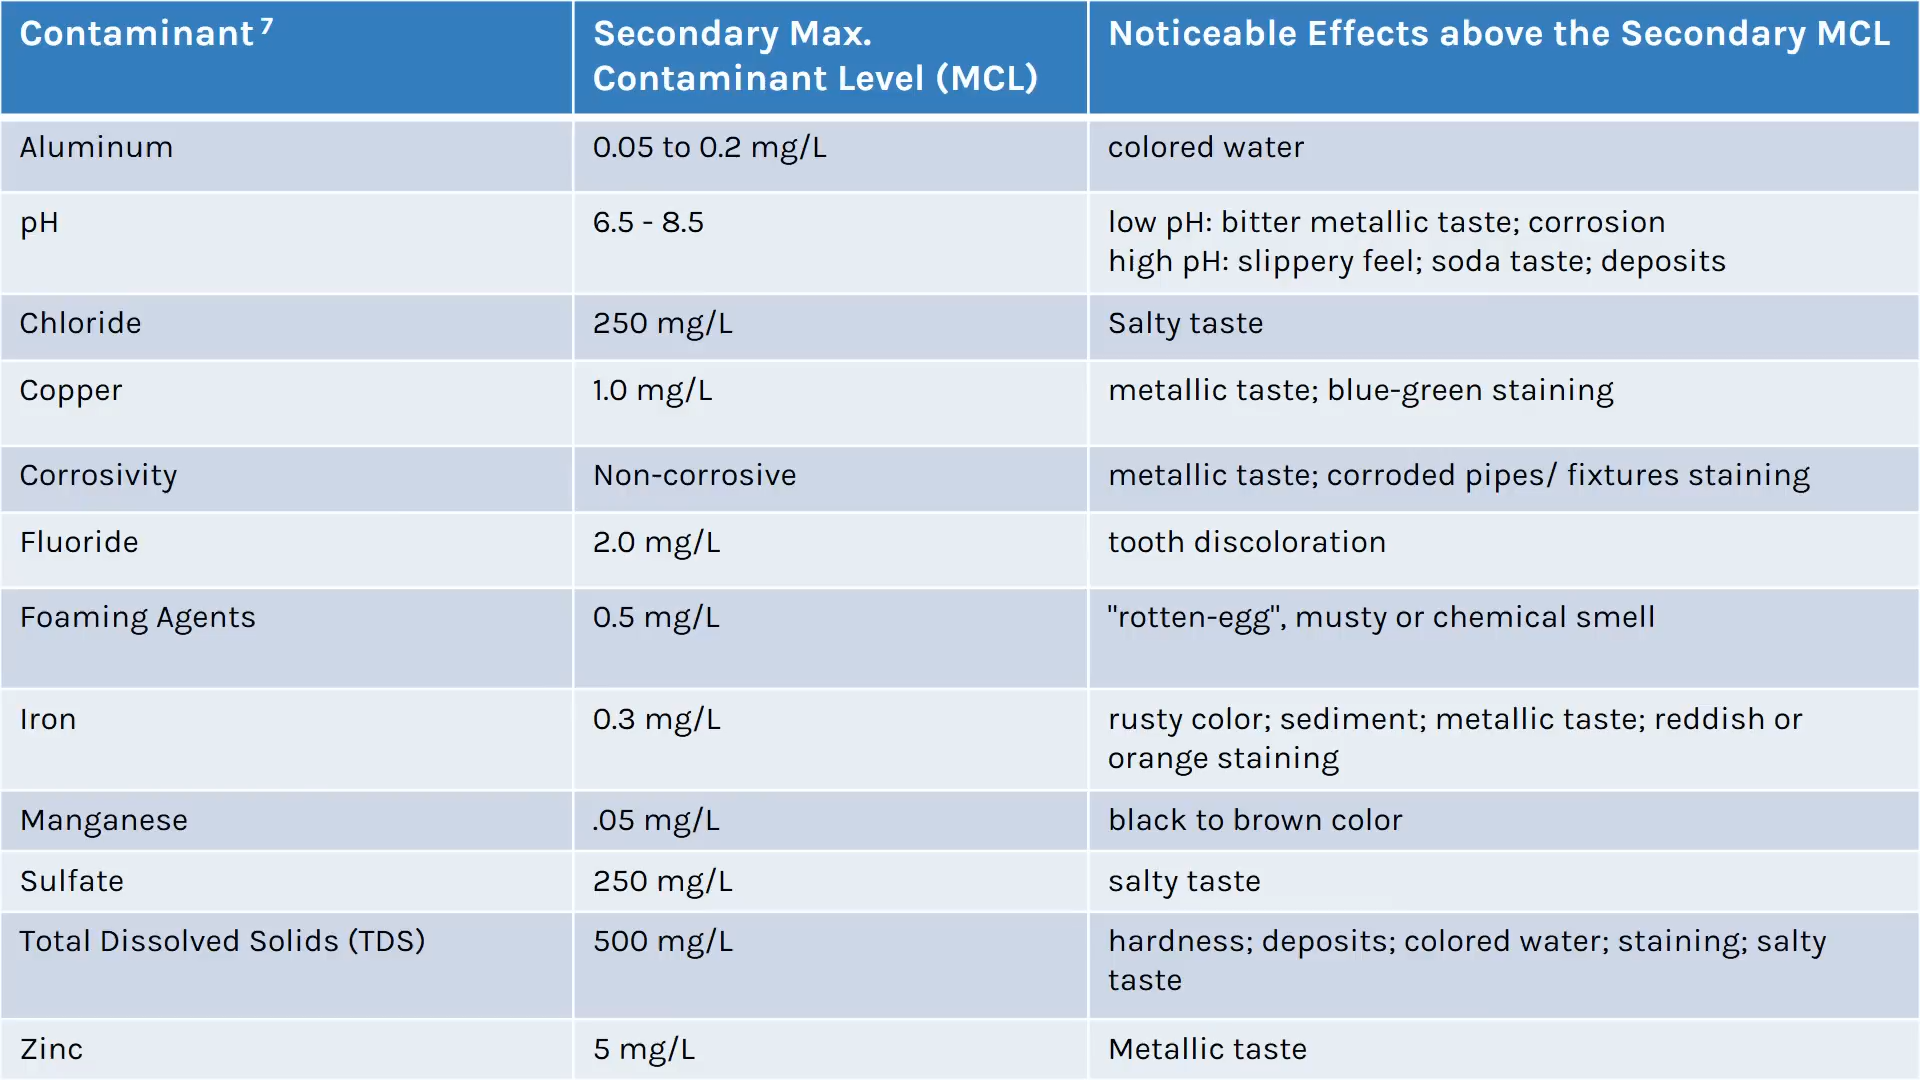 Contaminant 7
Secondary Max.
Contaminant Level (MCL)
Noticeable Effects above the Secondary MCL
Aluminum
0.05 to 0.2 mg/L
colored water
pH
6.5 - 8.5
low pH: bitter metallic taste; corrosion
high pH: slippery feel; soda taste; deposits
Chloride
250 mg/L
Salty taste
Copper
1.0 mg/L
metallic taste; blue-green staining
Corrosivity
Non-corrosive
metallic taste; corroded pipes/ fixtures staining
Fluoride
2.0 mg/L
tooth discoloration
Foaming Agents
0.5 mg/L
"rotten-egg", musty or chemical smell
Iron
0.3 mg/L
rusty color; sediment; metallic taste; reddish or
orange staining
Manganese
.05 mg/L
black to brown color
Sulfate
250 mg/L
salty taste
Total Dissolved Solids (TDS)
500 mg/L
hardness; deposits; colored water; staining; salty
taste
Zinc
5 mg/L
Metallic taste